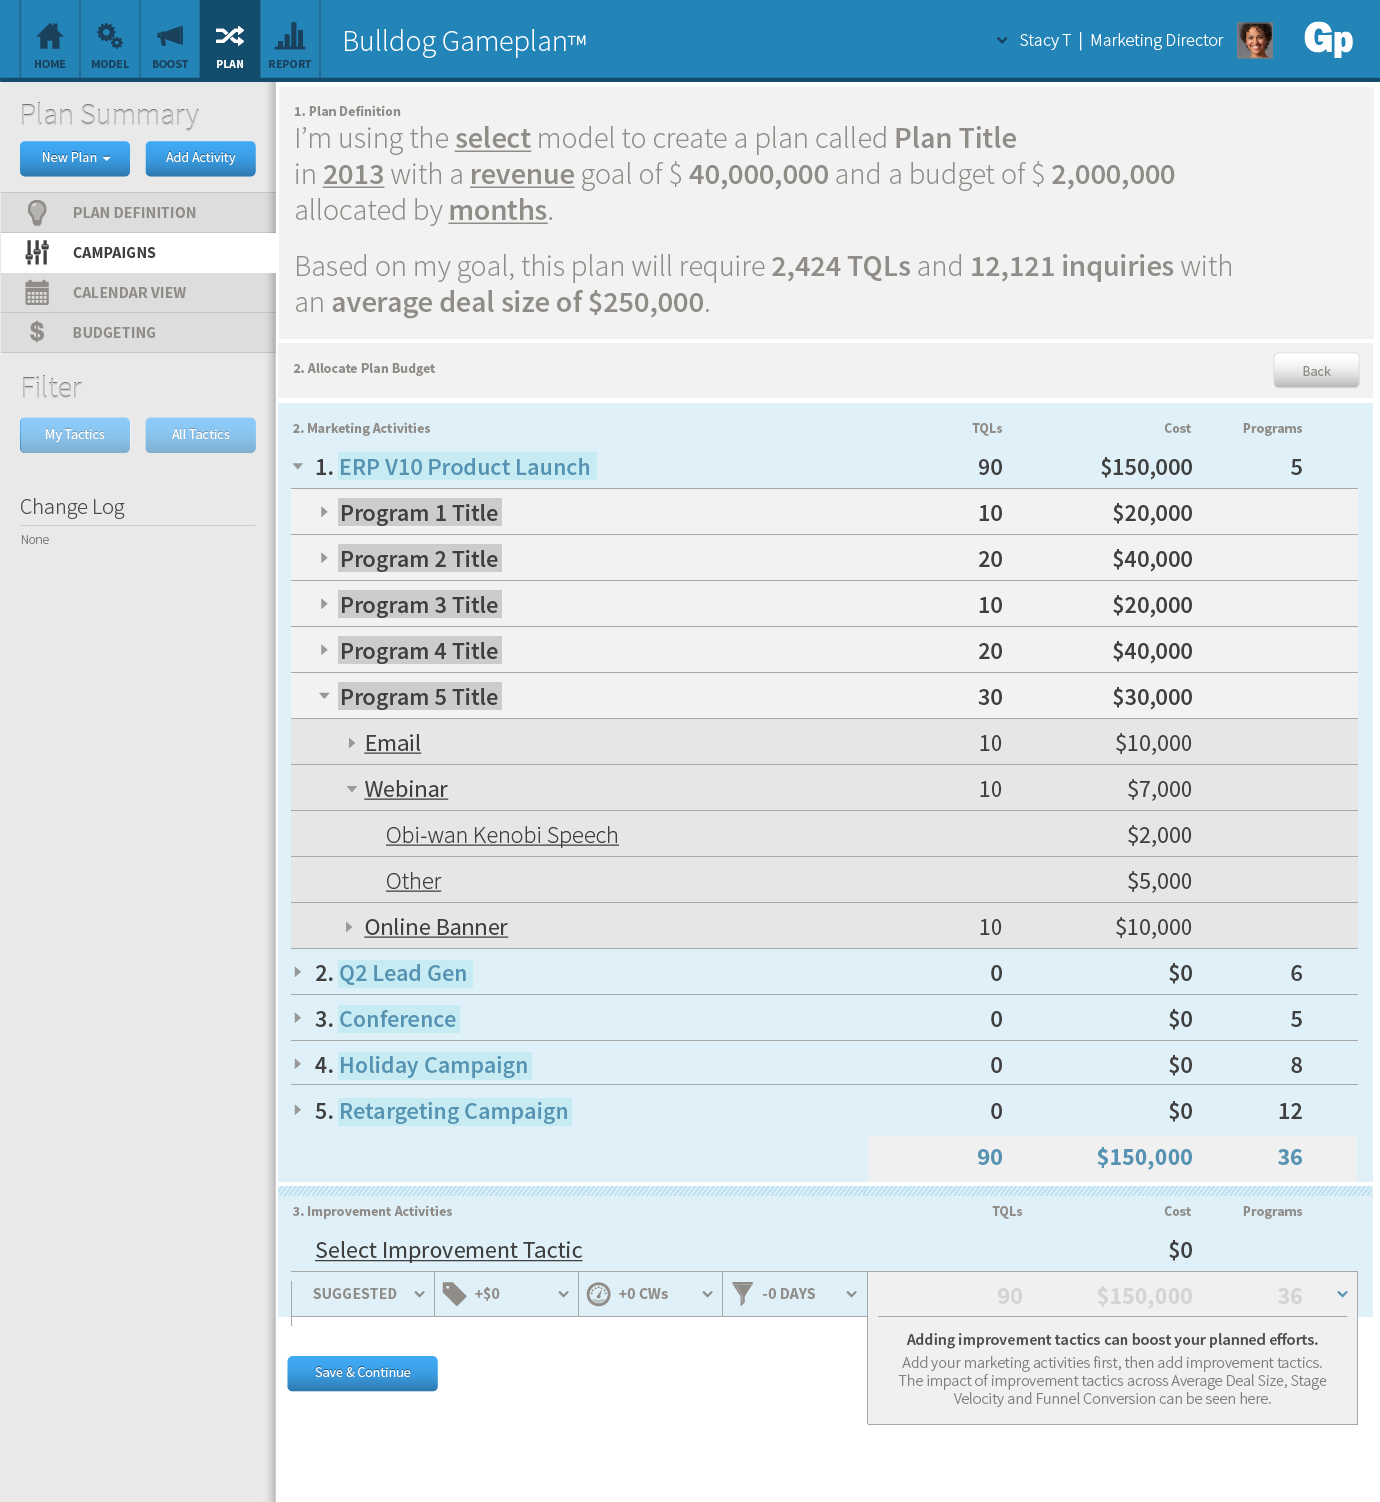 HOME MODEL BOOST PLAN REPORT
Bulldog Gameplan™
Stacy T | Marketing Director
Gp
Plan Summary
New Plan Add Activity
PLAN DEFINITION
CAMPAIGNS
CALENDAR VIEW
$ BUDGETING
Filter
My Tactics All Tactics
Change Log
None
1. Plan Definition
I'm using the select model to create a plan called Plan Title
in 2013 with a revenue goal of $ 40,000,000 and a budget of $ 2,000,000
allocated by months.
Based on my goal, this plan will require 2,424 TQLs and 12,121 inquiries with
an average deal size of $250,000.
2. Allocate Plan Budget Back
2. Marketing Activities TQLs Cost Programs
1. ERP V10 Product Launch 90 $150,000 5
Program 1 Title 10 $20,000
Program 2 Title 20 $40,000
Program 3 Title 10 $20,000
Program 4 Title 20 $40,000
Program 5 Title 30 $30,000
Email 10 $10,000
Webinar 10 $7,000
Obi-wan Kenobi Speech $2,000
Other $5,000
Online Banner 10 $10,000
2. Q2 Lead Gen 0 $0 6
3. Conference 0 $0 5
4. Holiday Campaign 0 $0 8
5. Retargeting Campaign 0 $0 12
90 $150,000 36
3. Improvement Activities TQLs Cost Programs
Select Improvement Tactic $0
SUGGESTED +$0 +0 CWs -0 DAYS 90 $150,000 36
Adding improvement tactics can boost your planned efforts.
Add your marketing activities first, then add improvement tactics.
The impact of improvement tactics across Average Deal Size, Stage
Velocity and Funnel Conversion can be seen here.
Save & Continue